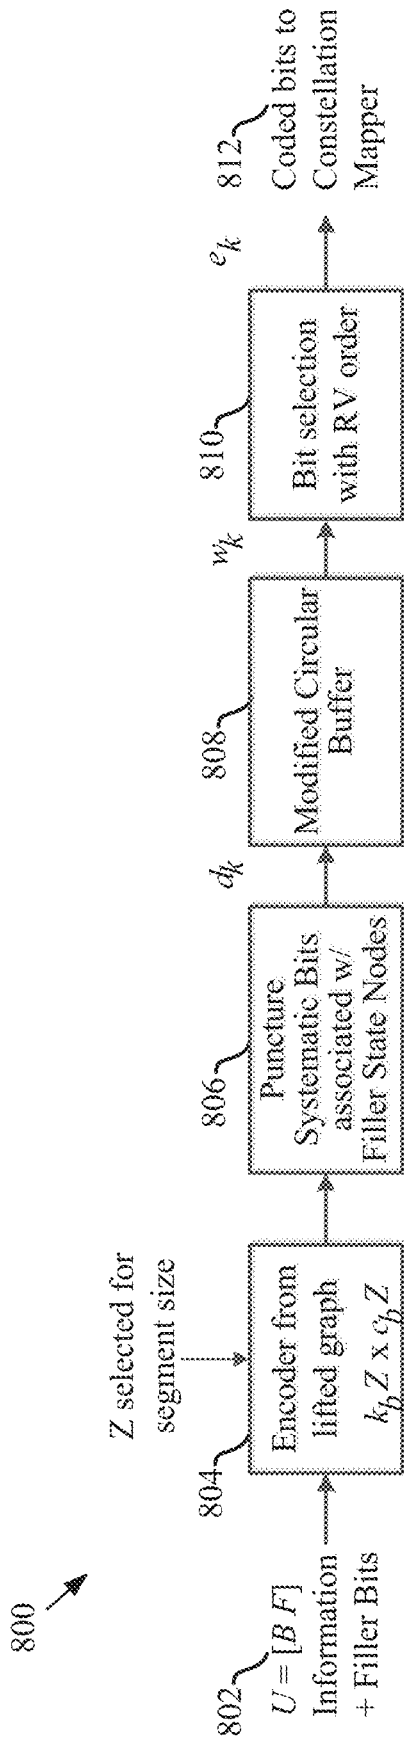 800
802
U = [B F]
Information
+ Filler Bits
Z selected for
segment size
804
Encoder from
lifted graph
k_b Z x c_b Z
806
Puncture
Systematic Bits
associated w/
Filler State Nodes
d_k
808
Modified Circular
Buffer
w_k
810
Bit selection
with RV order
e_k
812
Coded bits to
Constellation
Mapper